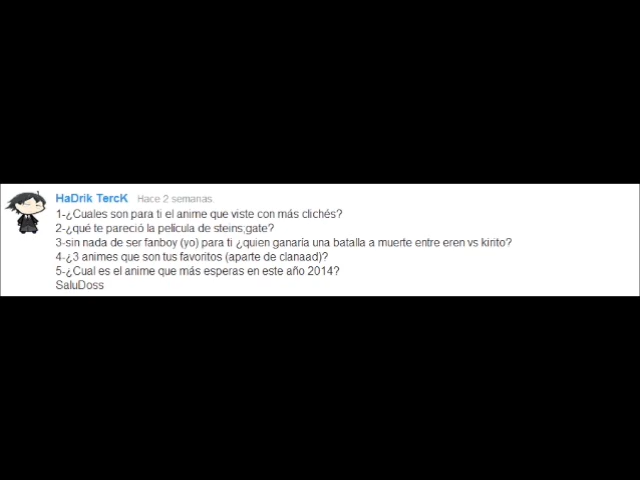 HaDrik TercK Hace 2 semanas
1-¿Cuales son para ti el anime que viste con más clichés?
2-¿qué te pareció la película de steins;gate?
3-sin nada de ser fanboy (yo) para ti ¿quien ganaría una batalla a muerte entre eren vs kirito?
4-¿3 animes que son tus favoritos (aparte de clanaad)?
5-¿Cual es el anime que más esperas en este año 2014?
SaluDoss